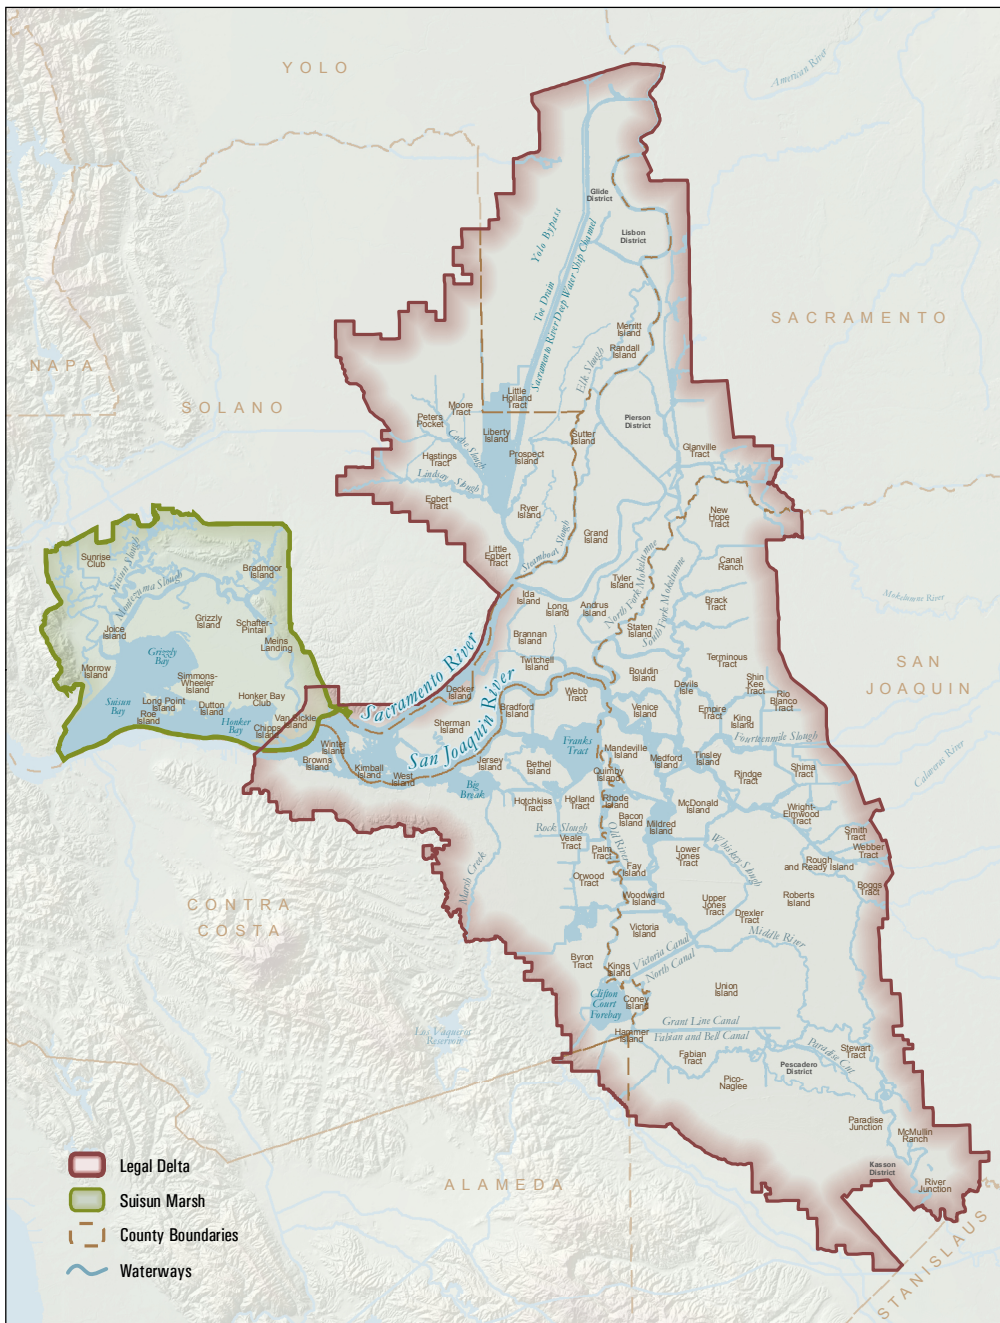 YOLO
American River
Glide
District
Yolo Bypass
Lisbon
District
Toe Drain
Sacramento River Deep Water Ship Channel
SACRAMENTO
Merritt
Island
Randall
Island
Elk Slough
NAPA
SOLANO
Little
Holland
Tract
Moore
Tract
Peters
Pocket
Pierson
District
Liberty
Island
Sutter
Island
Cache Slough
Hastings
Tract
Prospect
Island
Glanville
Tract
Lindsay Slough
Egbert
Tract
Ryer
Island
New
Hope
Tract
Grand
Island
Steamboat Slough
Little
Egbert
Tract
Canal
Ranch
Sunrise
Club
Suisun Slough
Montezuma Slough
Bradmoor
Island
Tyler
Island
North Fork Mokelumne
South Fork Mokelumne
Mokelumne River
Ida
Island
Long
Island
Andrus
Island
Brack
Tract
Grizzly
Island
Schafter-
Pintail
Joice
Island
Meins
Landing
Brannan
Island
Staten
Island
Grizzly
Bay
Morrow
Island
Simmons-
Wheeler
Island
Twitchell
Island
Bouldin
Island
Terminous
Tract
SAN
JOAQUIN
Devils
Isle
Shin
Kee
Tract
Rio
Blanco
Tract
Sacramento River
Decker
Island
Webb
Tract
Suisun
Bay
Long Point
Island
Roe
Island
Dutton
Island
Honker Bay
Club
Honker
Bay
Van Sickle
Island
Chipps
Island
Bradford
Island
Venice
Island
Empire
Tract
King
Island
Sherman
Island
San Joaquin River
Fourteenmile Slough
Winter
Island
Browns
Island
Kimball
Island
West
Island
Jersey
Island
Big
Break
Bethel
Island
Franks
Tract
Mandeville
Island
Quimby
Island
Medford
Island
Tinsley
Island
Rindge
Tract
Shima
Tract
Calaveras River
Hotchkiss
Tract
Holland
Tract
Rhode
Island
Bacon
Island
Mildred
Island
McDonald
Island
Wright-
Elmwood
Tract
Smith
Tract
Webber
Tract
Rock Slough
Veale
Tract
Palm
Tract
Old River
Fay
Island
Lower
Jones
Tract
Whiskey Slough
Rough
and Ready Island
Marsh Creek
Orwood
Tract
Woodward
Island
Upper
Jones
Tract
Roberts
Island
Boggs
Tract
CONTRA
COSTA
Drexler
Tract
Victoria
Island
Middle River
Byron
Tract
Kings
Island
Victoria Canal
North Canal
Clifton
Court
Forebay
Coney
Island
Union
Island
Los Vaqueros
Reservoir
Hammer
Island
Grant Line Canal
Fabian and Bell Canal
Fabian
Tract
Paradise Cut
Stewart
Tract
Pescadero
District
Pico-
Naglee
Paradise
Junction
McMullin
Ranch
Kasson
District
River
Junction
ALAMEDA
STANISLAUS
Legal Delta
Suisun Marsh
County Boundaries
Waterways